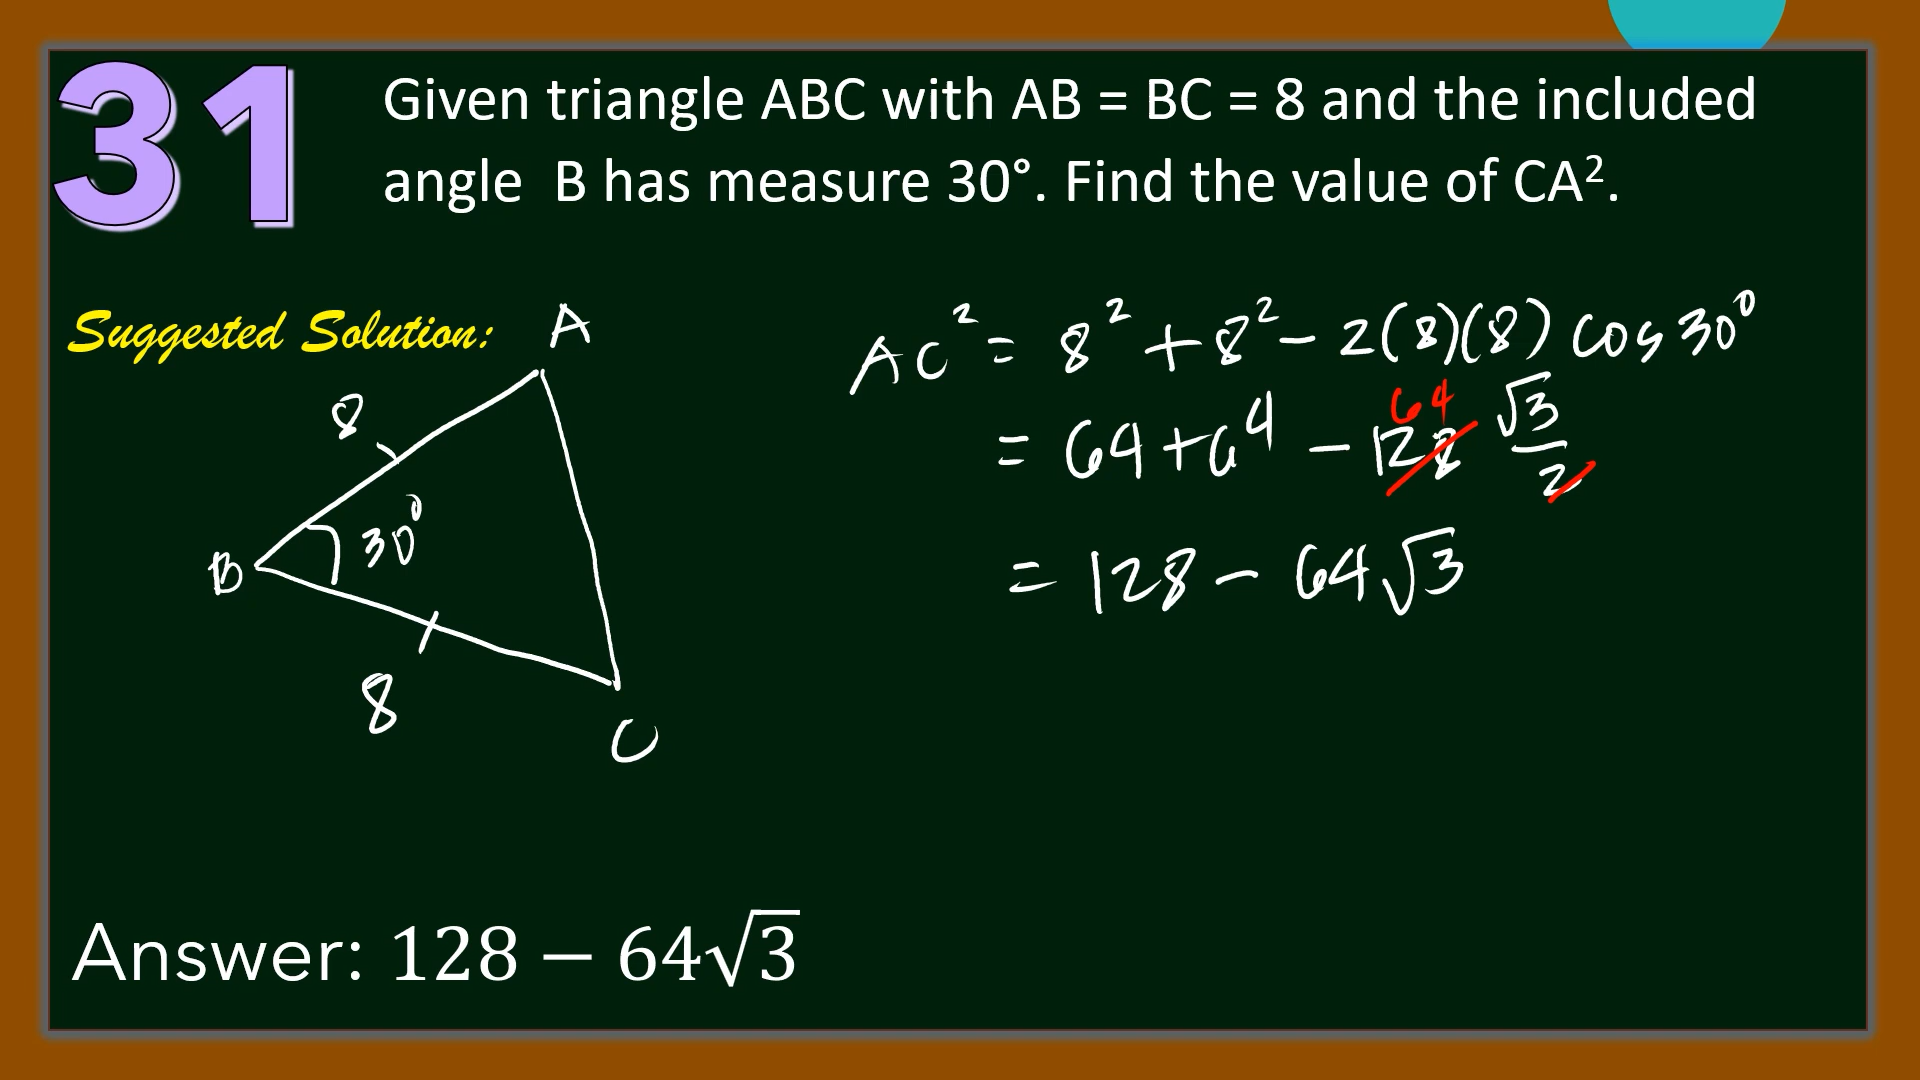 31
Given triangle ABC with AB = BC = 8 and the included
angle  B has measure 30°. Find the value of CA².
Suggested Solution:
A
8
B
30°
8
C
AC² = 8² + 8² - 2(8)(8) cos 30°
64
= 64 + 64 - 128 √3/2
= 128 - 64√3
Answer: 128 − 64√3